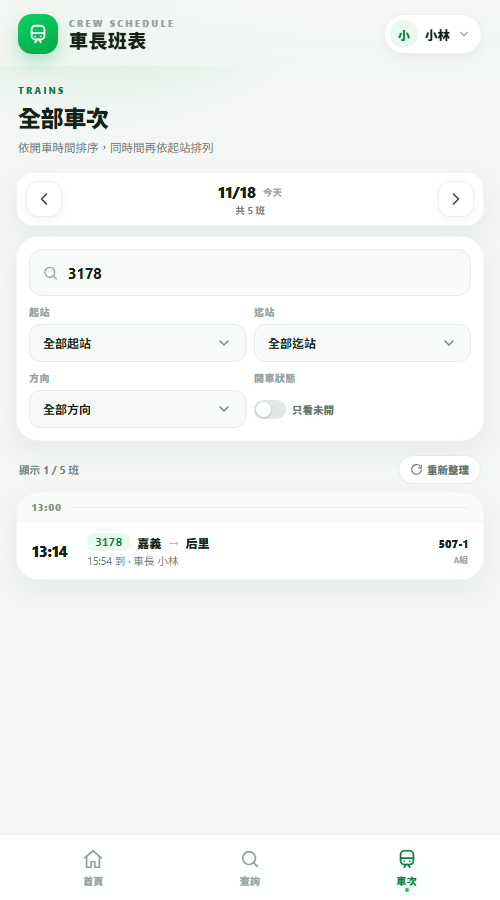 CREW SCHEDULE
車長班表
小 小林
TRAINS
全部車次
依開車時間排序，同時間再依起站排列
11/18 今天
共 5 班
3178
起站 迄站
全部起站 全部迄站
方向 開車狀態
全部方向 只看未開
顯示 1 / 5 班 重新整理
13:00
13:14 3178 嘉義 → 后里 507-1
15:54 到 · 車長 小林 A組
首頁 查詢 車次